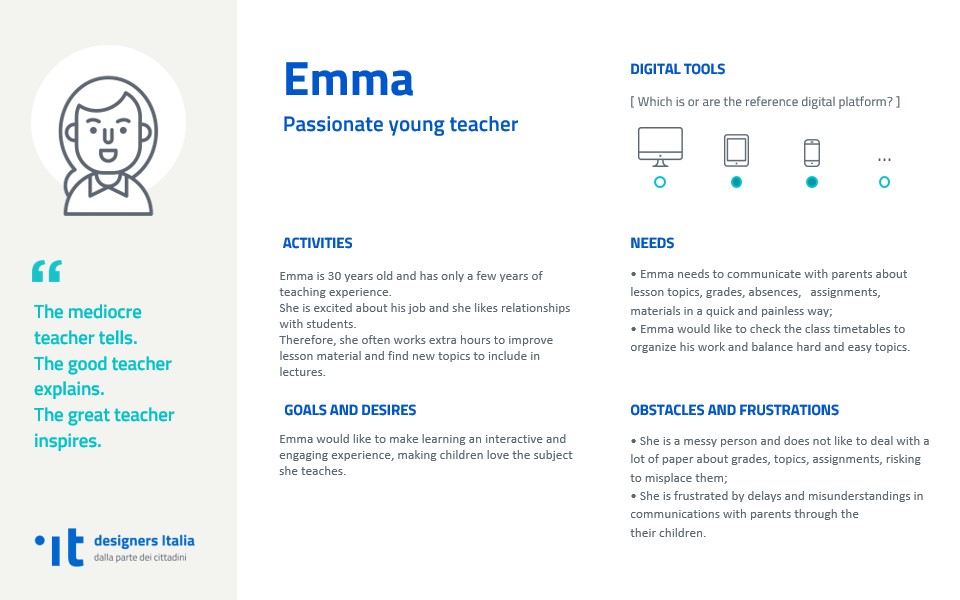 “
The mediocre
teacher tells.
The good teacher
explains.
The great teacher
inspires.
·it designers Italia
dalla parte dei cittadini
Emma
Passionate young teacher
ACTIVITIES
Emma is 30 years old and has only a few years of
teaching experience.
She is excited about his job and she likes relationships
with students.
Therefore, she often works extra hours to improve
lesson material and find new topics to include in
lectures.
GOALS AND DESIRES
Emma would like to make learning an interactive and
engaging experience, making children love the subject
she teaches.
DIGITAL TOOLS
[ Which is or are the reference digital platform? ]
...
NEEDS
• Emma needs to communicate with parents about
lesson topics, grades, absences, assignments,
materials in a quick and painless way;
• Emma would like to check the class timetables to
organize his work and balance hard and easy topics.
OBSTACLES AND FRUSTRATIONS
• She is a messy person and does not like to deal with a
lot of paper about grades, topics, assignments, risking
to misplace them;
• She is frustrated by delays and misunderstandings in
communications with parents through the
their children.